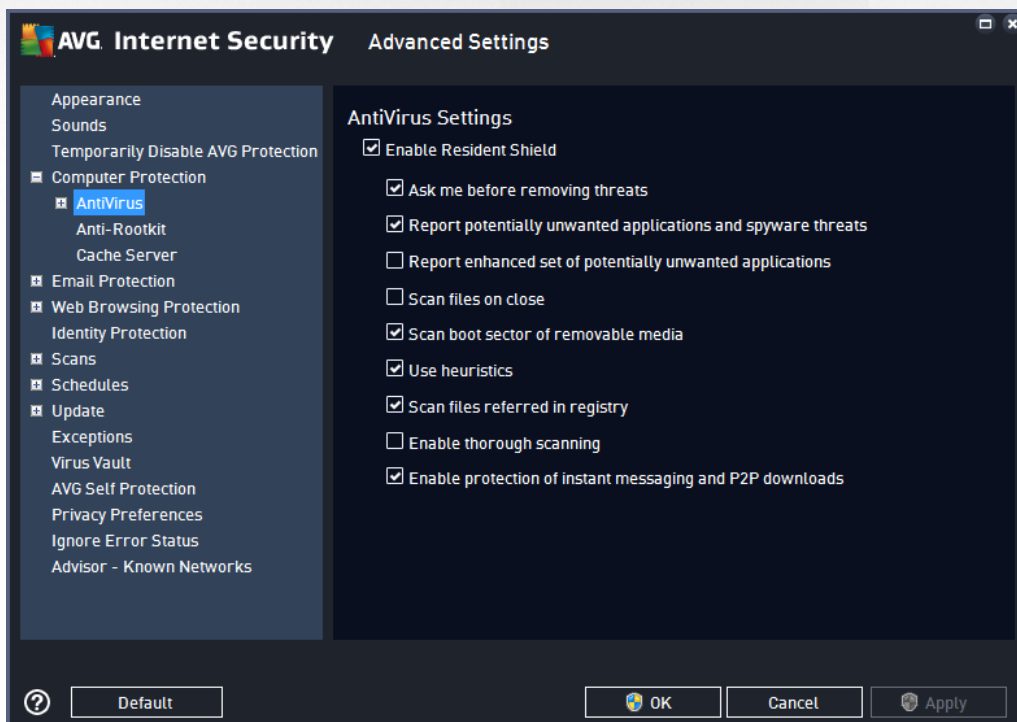 AVG. Internet Security Advanced Settings
Appearance
Sounds
Temporarily Disable AVG Protection
Computer Protection
AntiVirus
Anti-Rootkit
Cache Server
Email Protection
Web Browsing Protection
Identity Protection
Scans
Schedules
Update
Exceptions
Virus Vault
AVG Self Protection
Privacy Preferences
Ignore Error Status
Advisor - Known Networks
AntiVirus Settings
Enable Resident Shield
Ask me before removing threats
Report potentially unwanted applications and spyware threats
Report enhanced set of potentially unwanted applications
Scan files on close
Scan boot sector of removable media
Use heuristics
Scan files referred in registry
Enable thorough scanning
Enable protection of instant messaging and P2P downloads
Default
OK
Cancel
Apply